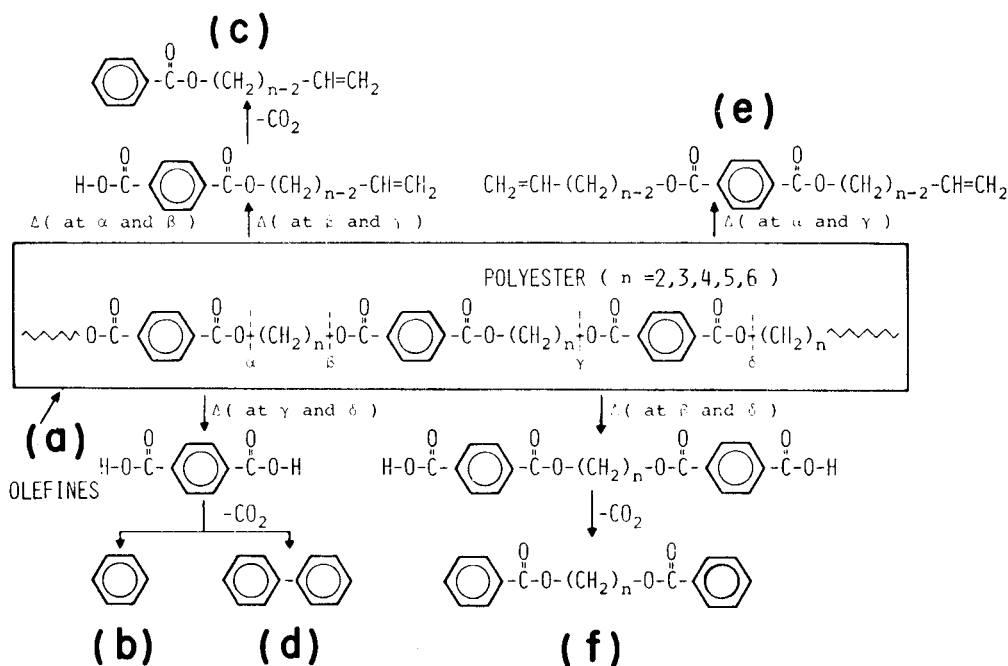 (c)
O
-C-O-(CH2)n-2-CH=CH2
-CO2
(e)
O O
H-O-C- -C-O-(CH2)n-2-CH=CH2
O O
CH2=CH-(CH2)n-2-O-C- -C-O-(CH2)n-2-CH=CH2
Δ( at α and β )
Δ( at β and γ )
Δ( at α and γ )
POLYESTER ( n =2,3,4,5,6 )
O O O O O O
O-C- -C-O-(CH2)n-O-C- -C-O-(CH2)n-O-C- -C-O-(CH2)n
α β γ δ
(a)
Δ( at γ and δ )
Δ( at β and δ )
O O
H-O-C- -C-O-H
O O O O
H-O-C- -C-O-(CH2)n-O-C- -C-O-H
OLEFINES
-CO2
-CO2
O O
-C-O-(CH2)n-O-C-
(b)
(d)
(f)